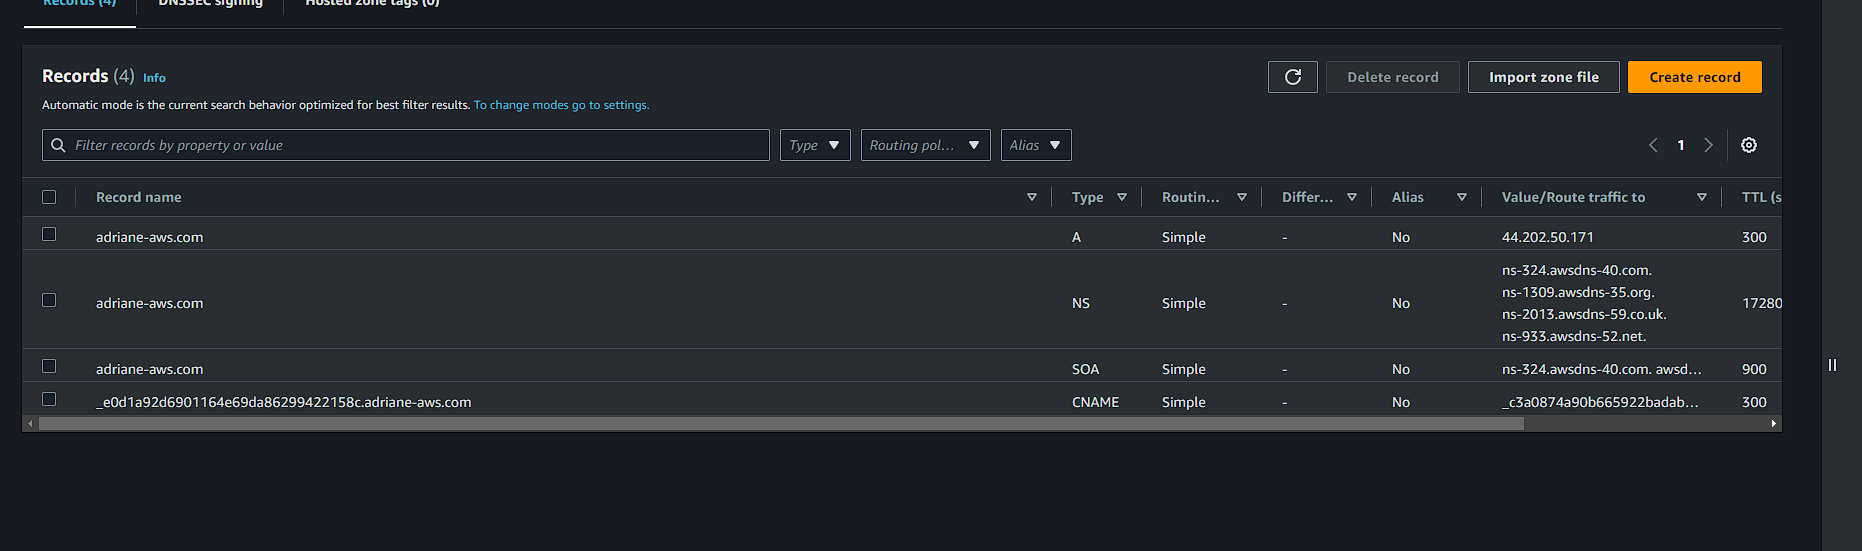 Records (4) DNSSEC signing Hosted zone tags (0)
Records (4) Info
Delete record Import zone file Create record
Automatic mode is the current search behavior optimized for best filter results. To change modes go to settings.
Filter records by property or value Type Routing pol... Alias 1
Record name Type Routin... Differ... Alias Value/Route traffic to TTL (s
adriane-aws.com A Simple - No 44.202.50.171 300
adriane-aws.com NS Simple - No ns-324.awsdns-40.com. 17280
ns-1309.awsdns-35.org.
ns-2013.awsdns-59.co.uk.
ns-933.awsdns-52.net.
adriane-aws.com SOA Simple - No ns-324.awsdns-40.com. awsd... 900
_e0d1a92d6901164e69da86299422158c.adriane-aws.com CNAME Simple - No _c3a0874a90b665922badab... 300